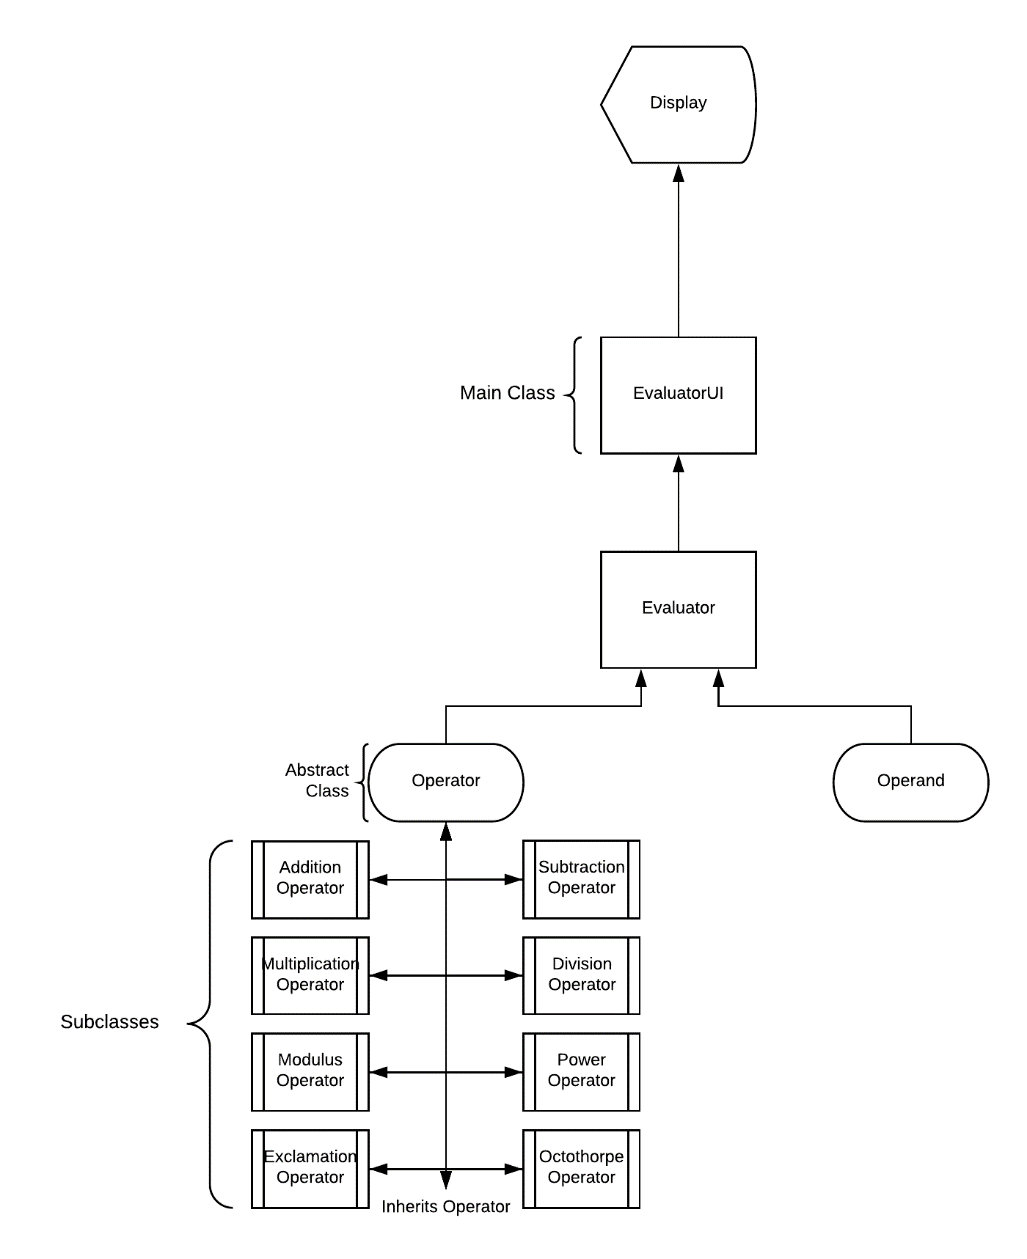 Display
Main Class
EvaluatorUI
Evaluator
Abstract
Class
Operator
Operand
Addition
Operator
Subtraction
Operator
Multiplication
Operator
Division
Operator
Subclasses
Modulus
Operator
Power
Operator
Exclamation
Operator
Octothorpe
Operator
Inherits Operator